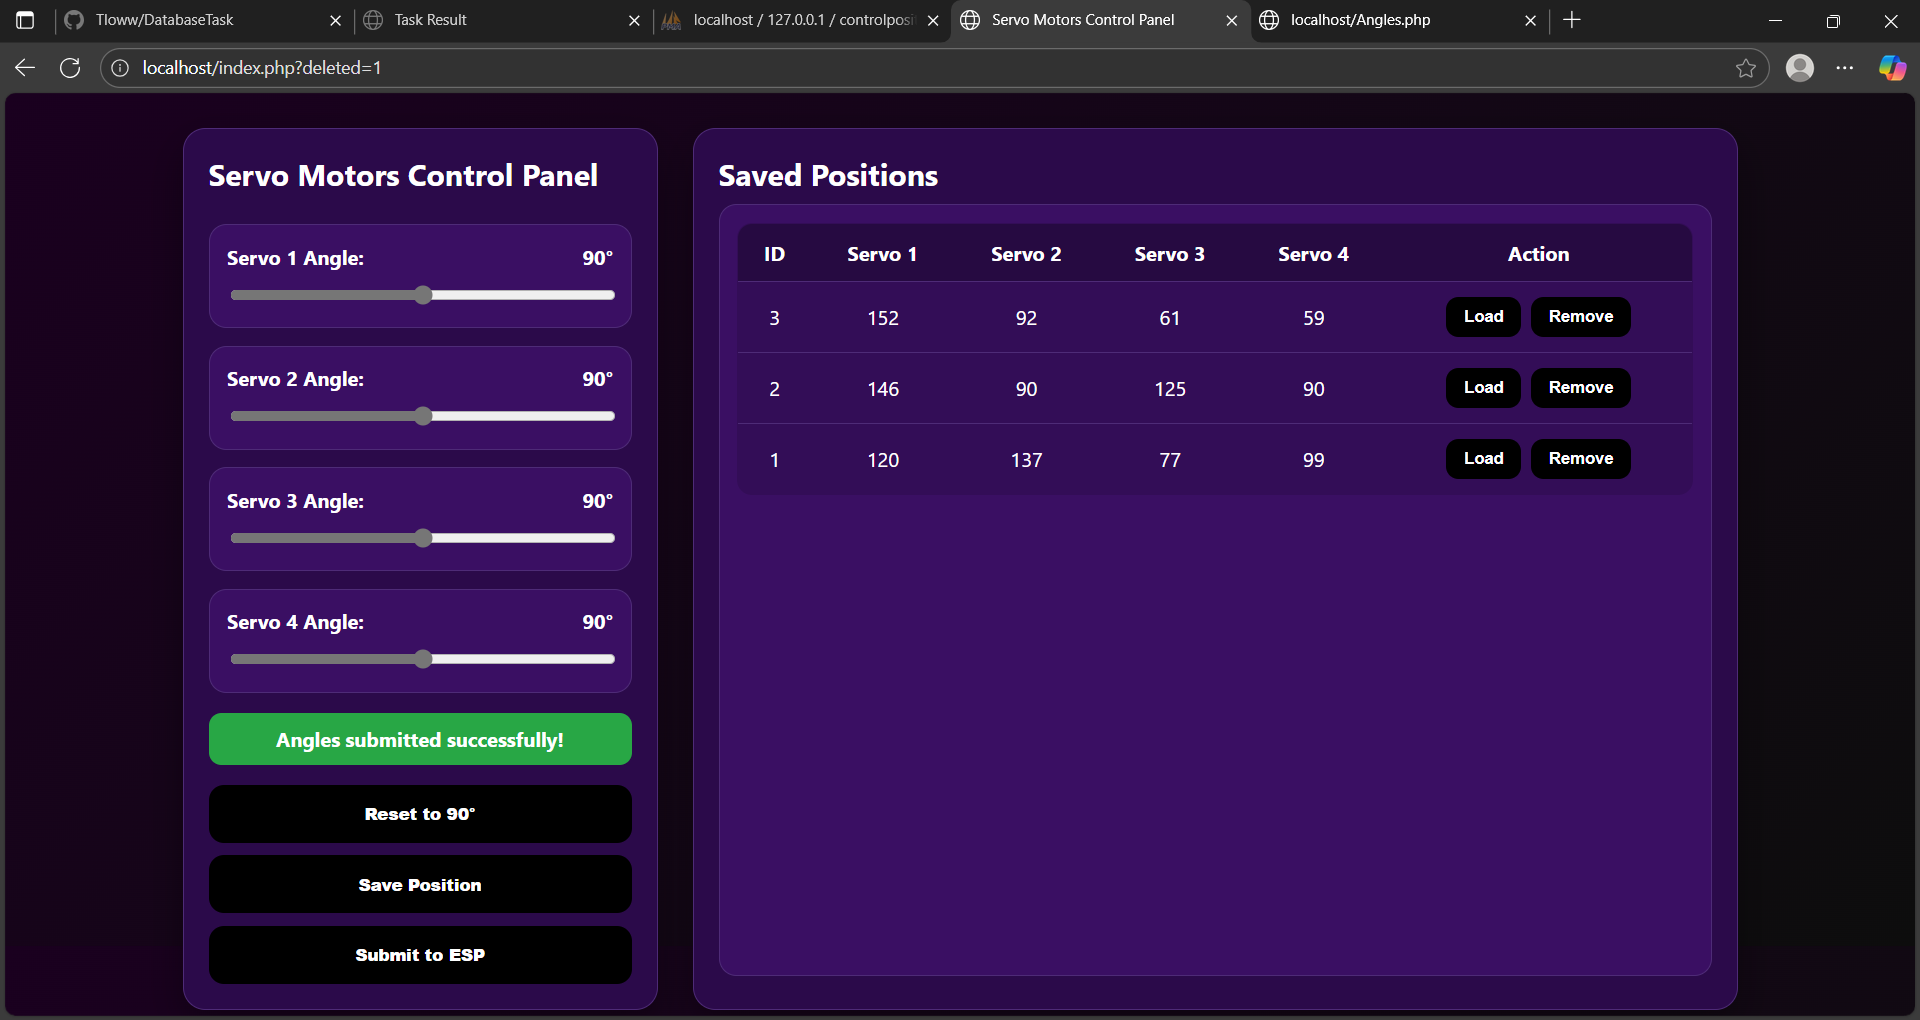 Tloww/DatabaseTask
Task Result
localhost / 127.0.0.1 / controlposi
Servo Motors Control Panel
localhost/Angles.php
localhost/index.php?deleted=1
Servo Motors Control Panel
Servo 1 Angle: 90°
Servo 2 Angle: 90°
Servo 3 Angle: 90°
Servo 4 Angle: 90°
Angles submitted successfully!
Reset to 90°
Save Position
Submit to ESP
Saved Positions
ID Servo 1 Servo 2 Servo 3 Servo 4 Action
3 152 92 61 59 Load Remove
2 146 90 125 90 Load Remove
1 120 137 77 99 Load Remove